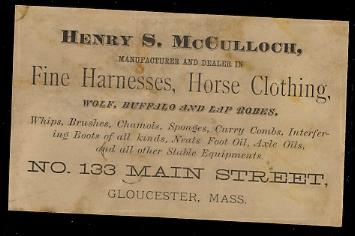 HENRY S. McCULLOCH,
MANUFACTURER AND DEALER IN
Fine Harnesses, Horse Clothing,
WOLF, BUFFALO AND LAP ROBES,
Whips, Brushes, Chamois, Sponges, Curry Combs, Interfer-
ing Boots of all kinds, Neats Foot Oil, Axle Oils,
and all other Stable Equipments.
NO. 133 MAIN STREET,
GLOUCESTER, MASS.